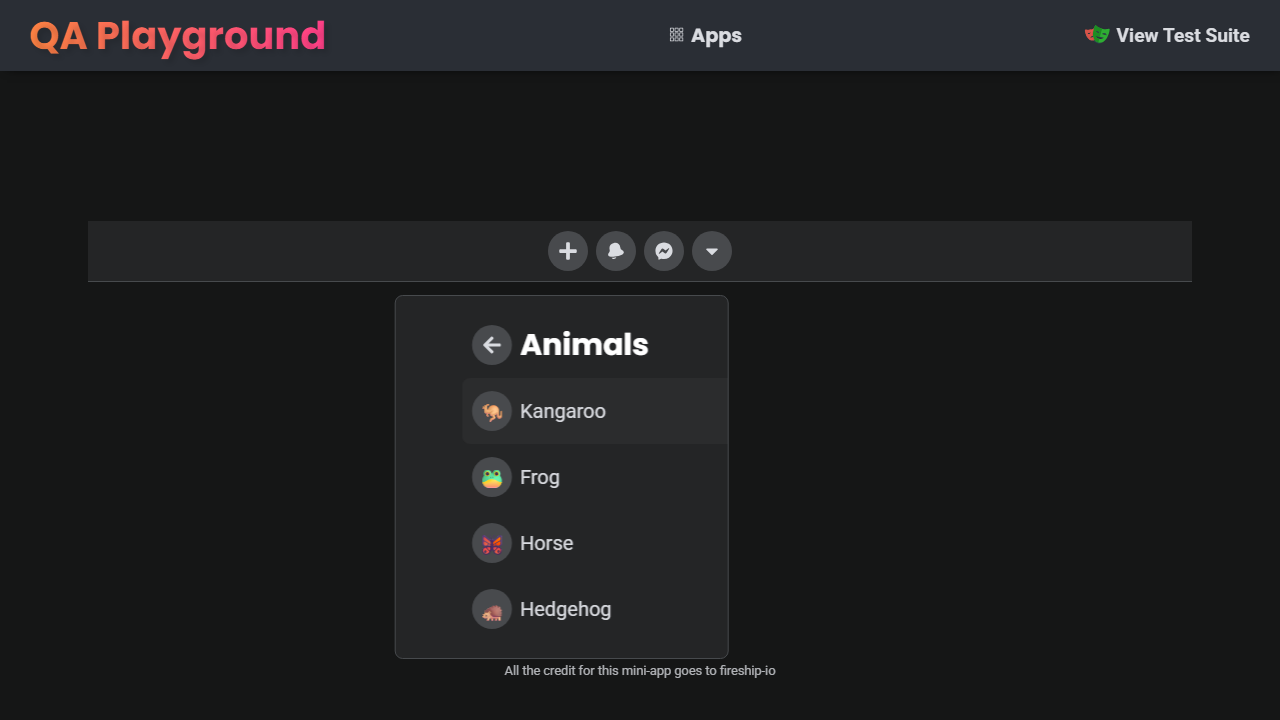 QA Playground
Apps
View Test Suite
Animals
Kangaroo
Frog
Horse
Hedgehog
All the credit for this mini-app goes to fireship-io